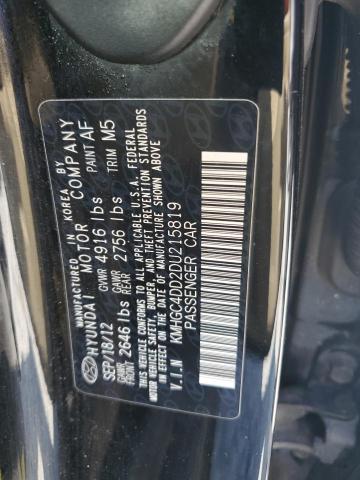 MANUFACTURED IN KOREA BY
HYUNDAI MOTOR COMPANY
SEP/18/12 GVWR 4916 lbs PAINT AF
GAWR FRONT 2646 lbs GAWR REAR 2756 lbs TRIM M5
THIS VEHICLE CONFORMS TO ALL APPLICABLE U.S.A. FEDERAL
MOTOR VEHICLE SAFETY, BUMPER, AND THEFT PREVENTION STANDARDS
IN EFFECT ON THE DATE OF MANUFACTURE SHOWN ABOVE
V.I.N KMHGC4DD2DU215819
PASSENGER CAR